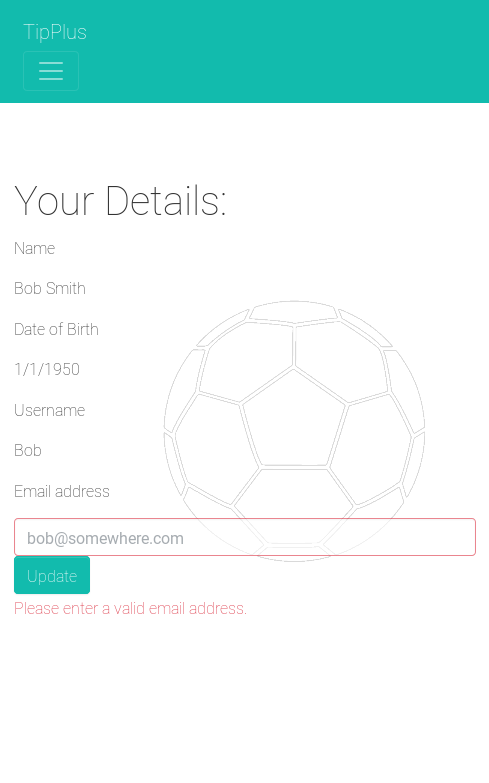 TipPlus
Your Details:
Name
Bob Smith
Date of Birth
1/1/1950
Username
Bob
Email address
bob@somewhere.com
Update
Please enter a valid email address.